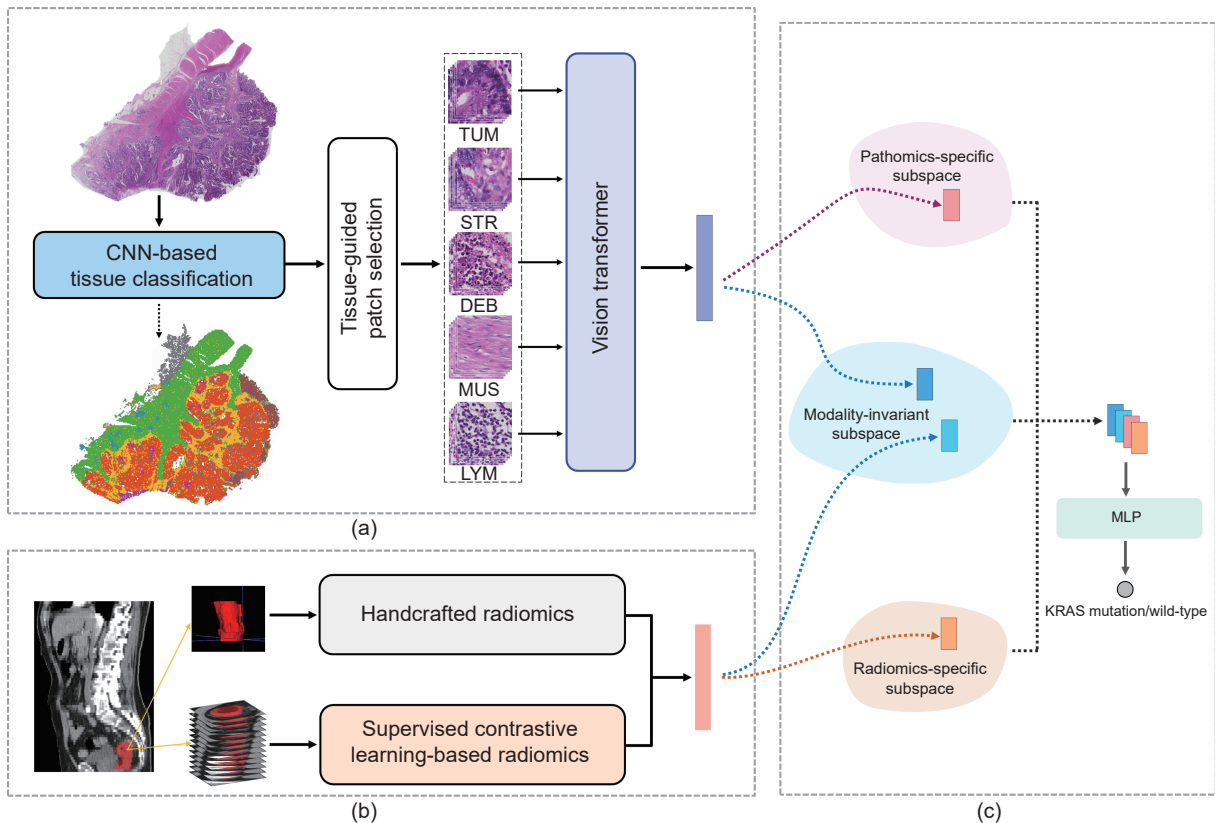 CNN-based
tissue classification
Tissue-guided
patch selection
TUM
STR
DEB
MUS
LYM
Vision transformer
(a)
Handcrafted radiomics
Supervised contrastive
learning-based radiomics
(b)
Pathomics-specific
subspace
Modality-invariant
subspace
Radiomics-specific
subspace
MLP
KRAS mutation/wild-type
(c)